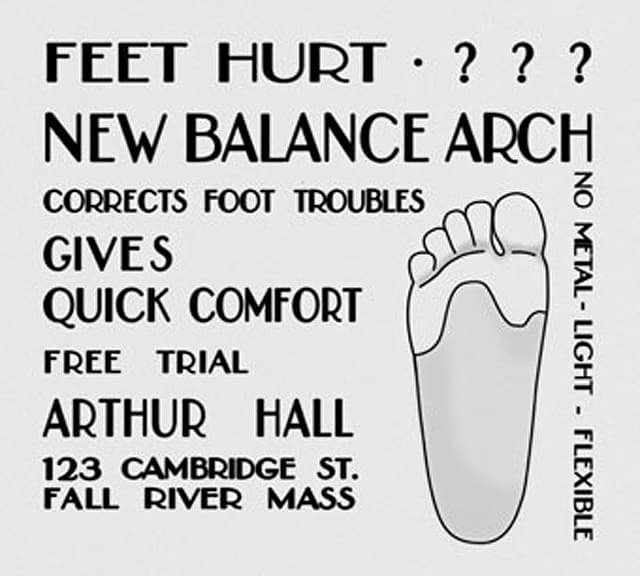 FEET HURT · ? ? ?
NEW BALANCE ARCH
CORRECTS FOOT TROUBLES
GIVES
QUICK COMFORT
FREE TRIAL
ARTHUR HALL
123 CAMBRIDGE ST.
FALL RIVER MASS
NO METAL - LIGHT - FLEXIBLE